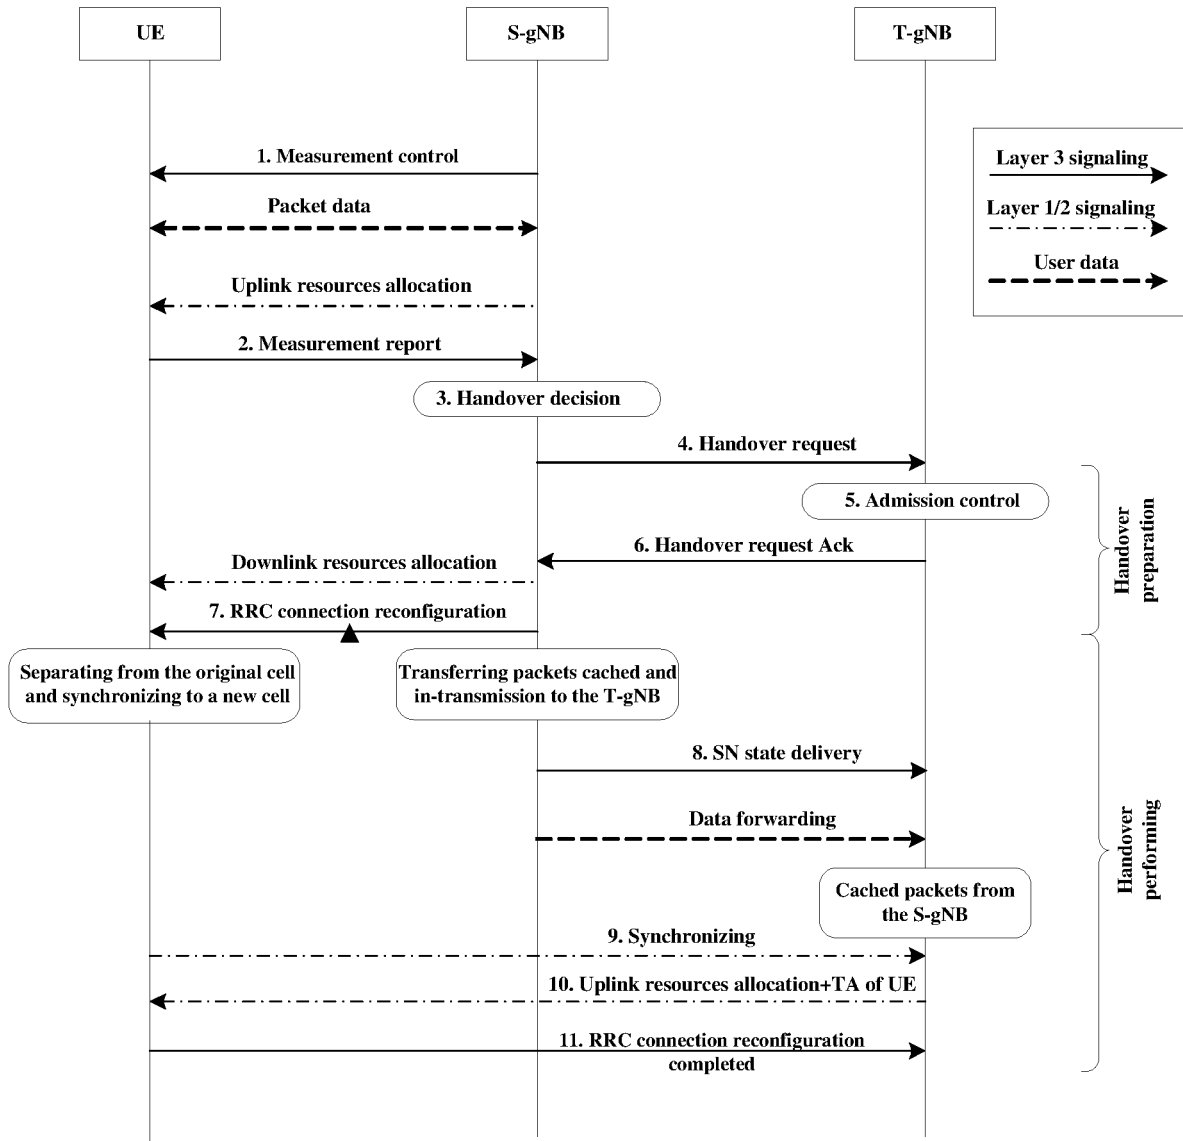 UE
S-gNB
T-gNB
1. Measurement control
Layer 3 signaling
Packet data
Layer 1/2 signaling
User data
Uplink resources allocation
2. Measurement report
3. Handover decision
4. Handover request
5. Admission control
6. Handover request Ack
Downlink resources allocation
7. RRC connection reconfiguration
Handover
preparation
Separating from the original cell
and synchronizing to a new cell
Transferring packets cached and
in-transmission to the T-gNB
8. SN state delivery
Data forwarding
Cached packets from
the S-gNB
Handover
performing
9. Synchronizing
10. Uplink resources allocation+TA of UE
11. RRC connection reconfiguration
completed